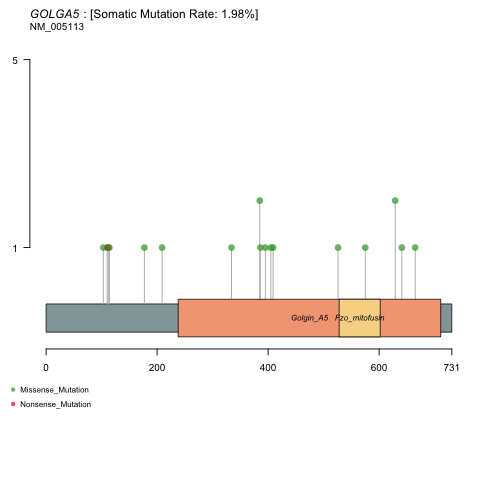 GOLGA5 : [Somatic Mutation Rate: 1.98%]
NM_005113
5
1
Golgin_A5 Fzo_mitofusin
0 200 400 600 731
Missense_Mutation
Nonsense_Mutation